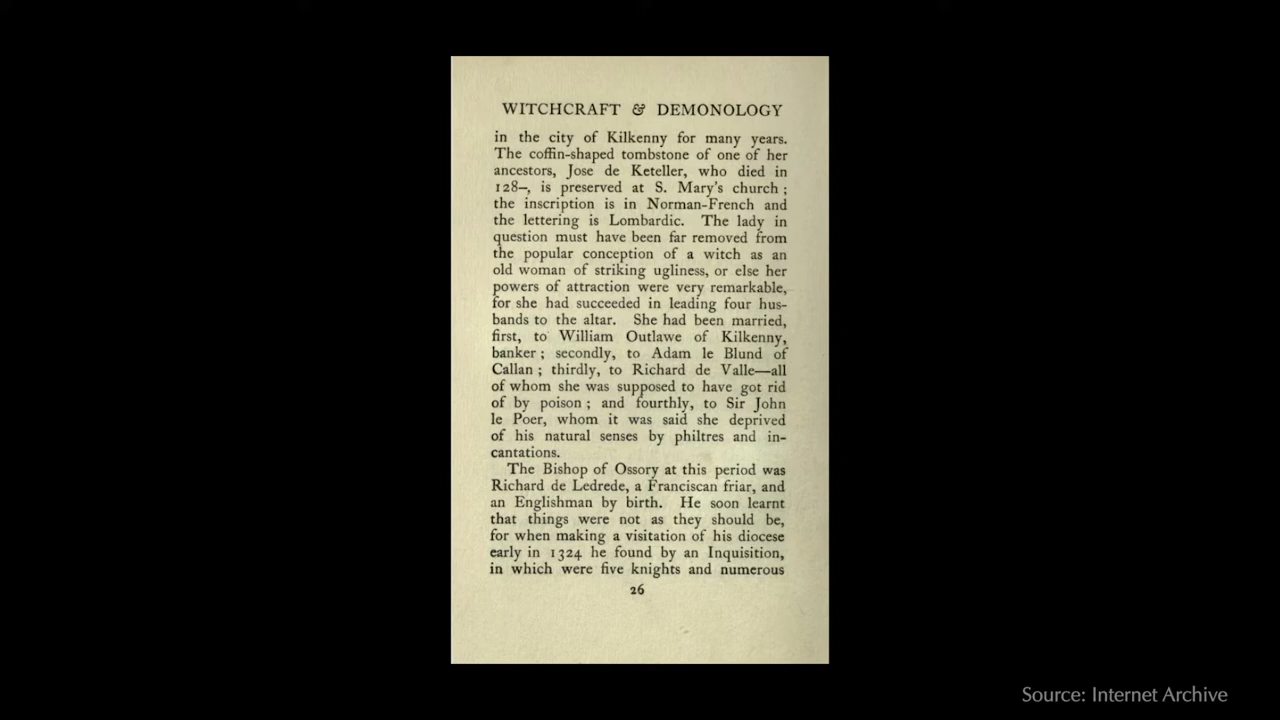 WITCHCRAFT & DEMONOLOGY
in the city of Kilkenny for many years.
The coffin-shaped tombstone of one of her
ancestors, Jose de Keteller, who died in
128–, is preserved at S. Mary's church ;
the inscription is in Norman-French and
the lettering is Lombardic. The lady in
question must have been far removed from
the popular conception of a witch as an
old woman of striking ugliness, or else her
powers of attraction were very remarkable,
for she had succeeded in leading four hus-
bands to the altar. She had been married,
first, to William Outlawe of Kilkenny,
banker ; secondly, to Adam le Blund of
Callan ; thirdly, to Richard de Valle—all
of whom she was supposed to have got rid
of by poison ; and fourthly, to Sir John
le Poer, whom it was said she deprived
of his natural senses by philtres and in-
cantations.
The Bishop of Ossory at this period was
Richard de Ledrede, a Franciscan friar, and
an Englishman by birth. He soon learnt
that things were not as they should be,
for when making a visitation of his diocese
early in 1324 he found by an Inquisition,
in which were five knights and numerous
26
Source: Internet Archive